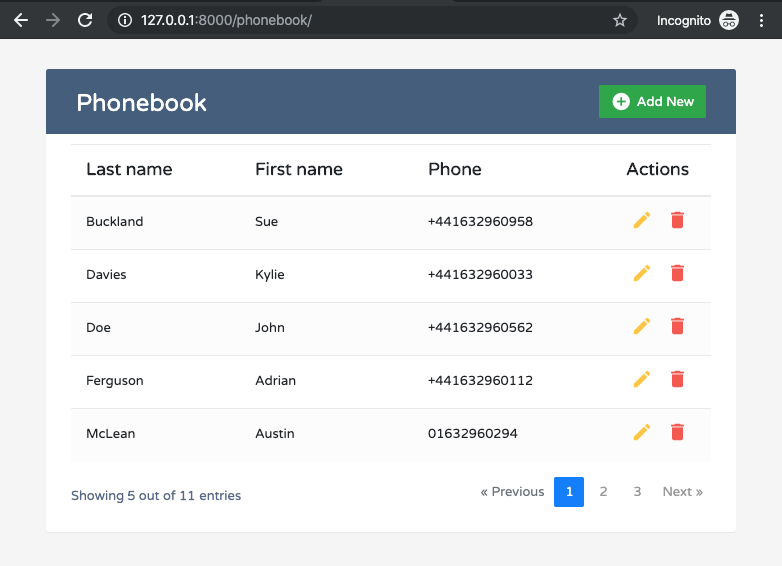 127.0.0.1:8000/phonebook/ Incognito
Phonebook Add New
Last name First name Phone Actions
Buckland Sue +441632960958
Davies Kylie +441632960033
Doe John +441632960562
Ferguson Adrian +441632960112
McLean Austin 01632960294
Showing 5 out of 11 entries « Previous 1 2 3 Next »